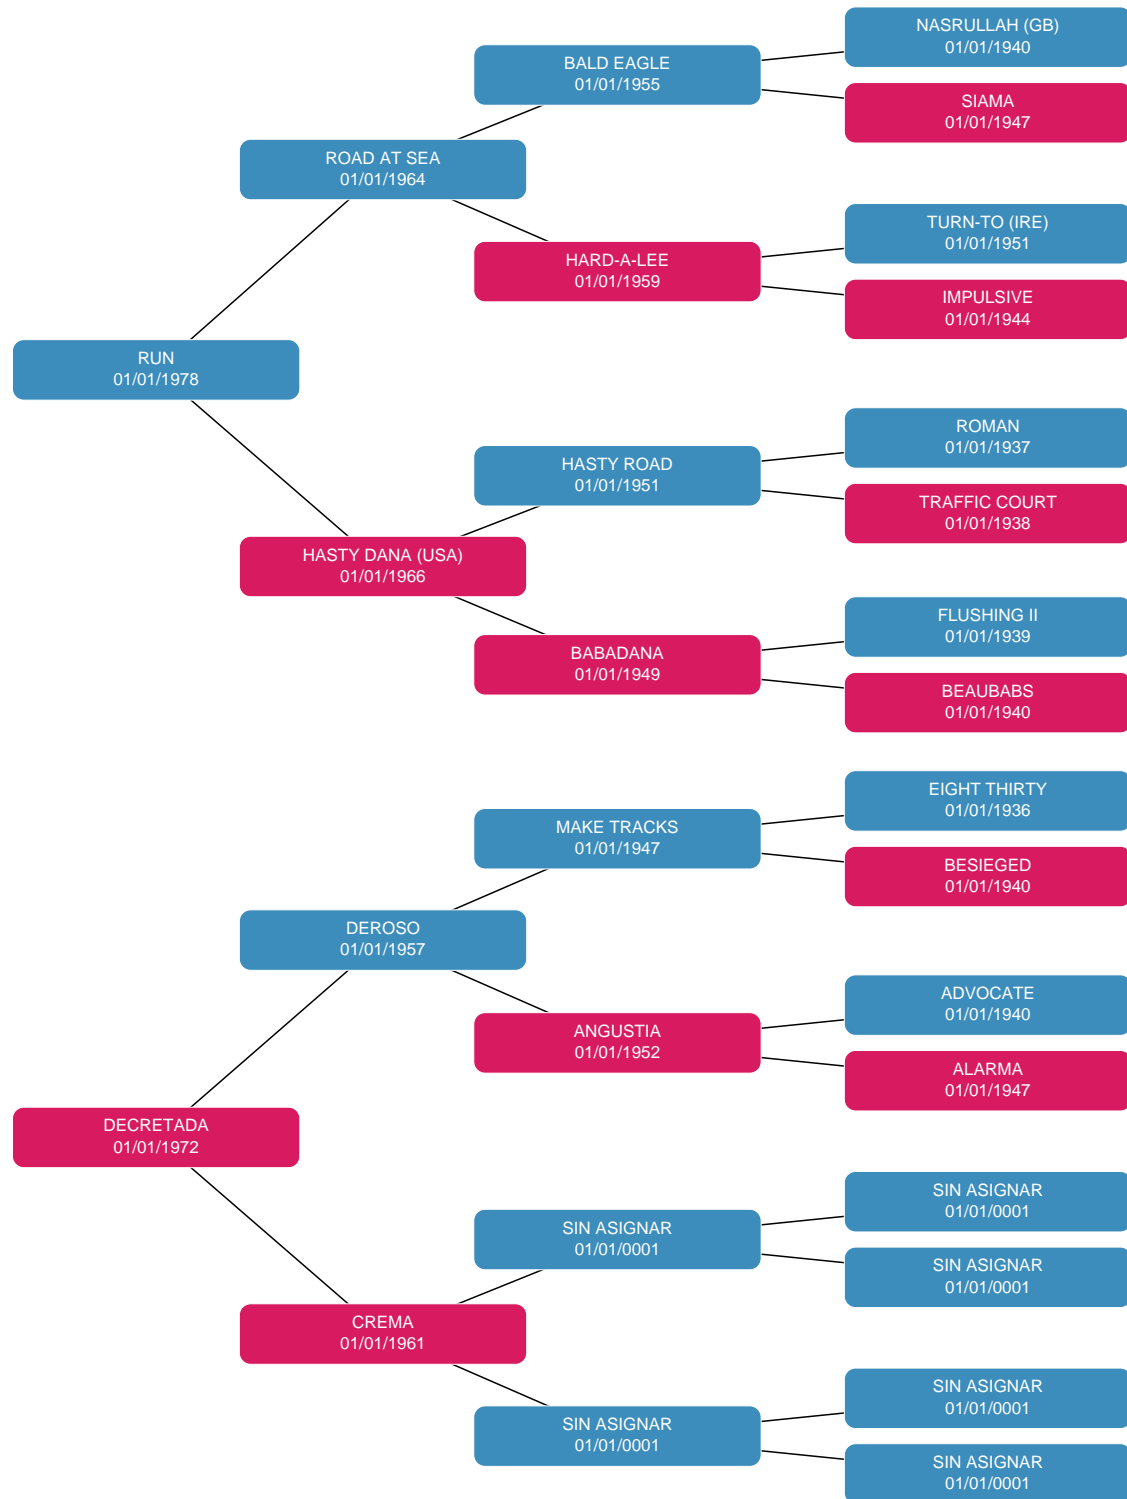 NASRULLAH (GB)
01/01/1940
BALD EAGLE
01/01/1955
SIAMA
01/01/1947
ROAD AT SEA
01/01/1964
TURN-TO (IRE)
01/01/1951
HARD-A-LEE
01/01/1959
IMPULSIVE
01/01/1944
RUN
01/01/1978
ROMAN
01/01/1937
HASTY ROAD
01/01/1951
TRAFFIC COURT
01/01/1938
HASTY DANA (USA)
01/01/1966
FLUSHING II
01/01/1939
BABADANA
01/01/1949
BEAUBABS
01/01/1940
EIGHT THIRTY
01/01/1936
MAKE TRACKS
01/01/1947
BESIEGED
01/01/1940
DEROSO
01/01/1957
ADVOCATE
01/01/1940
ANGUSTIA
01/01/1952
ALARMA
01/01/1947
DECRETADA
01/01/1972
SIN ASIGNAR
01/01/0001
SIN ASIGNAR
01/01/0001
SIN ASIGNAR
01/01/0001
CREMA
01/01/1961
SIN ASIGNAR
01/01/0001
SIN ASIGNAR
01/01/0001
SIN ASIGNAR
01/01/0001